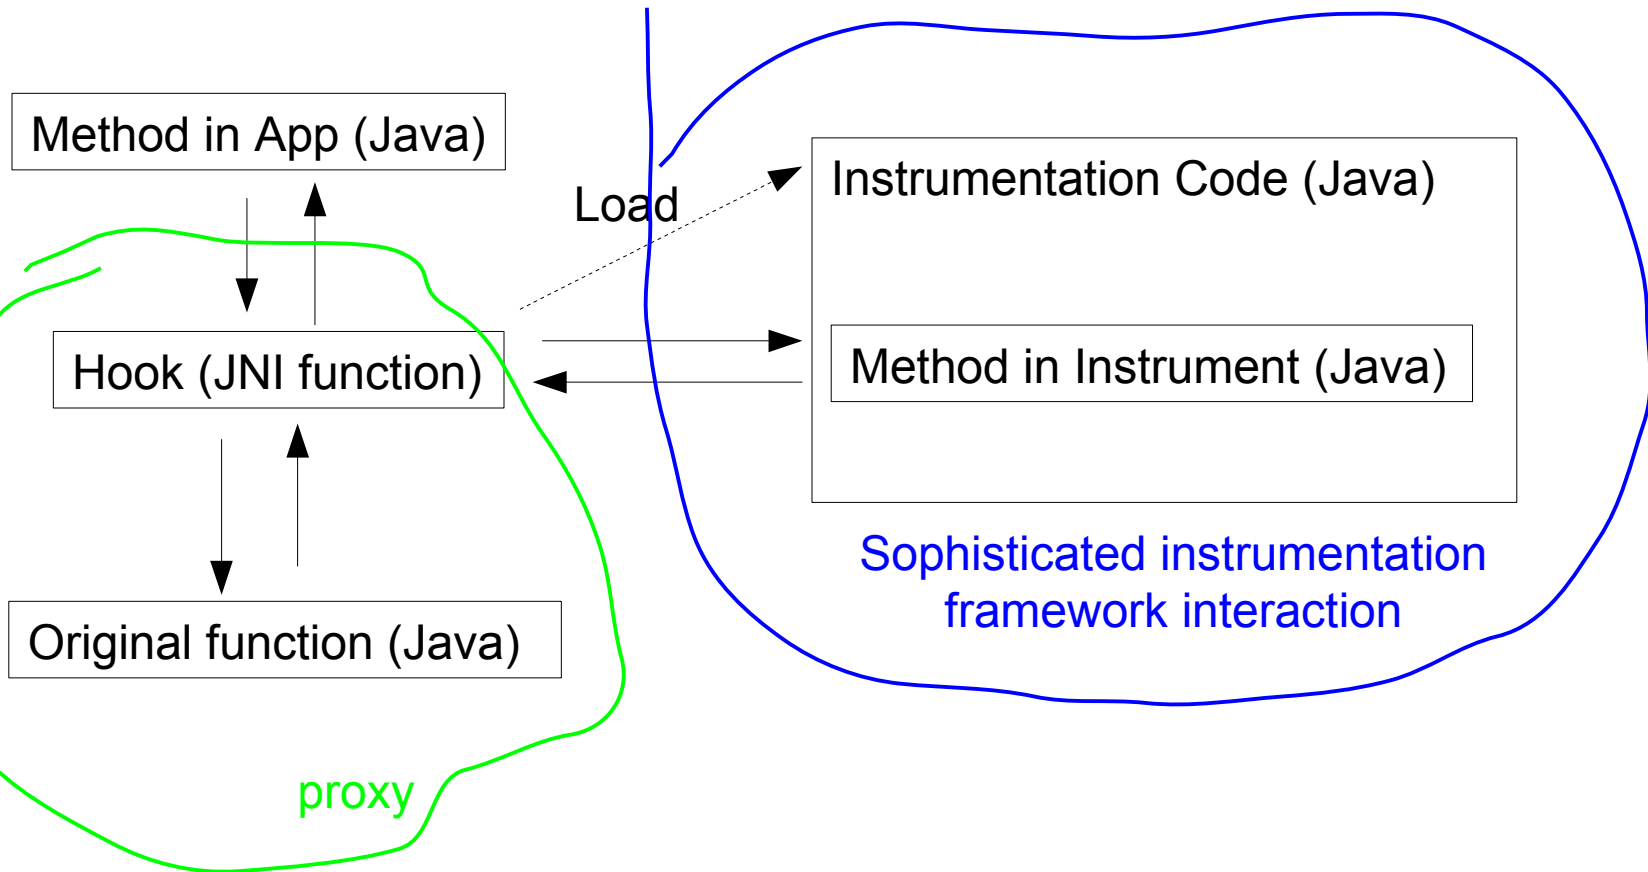 Method in App (Java)
Load
Instrumentation Code (Java)
Hook (JNI function)
Method in Instrument (Java)
Sophisticated instrumentation
framework interaction
Original function (Java)
proxy